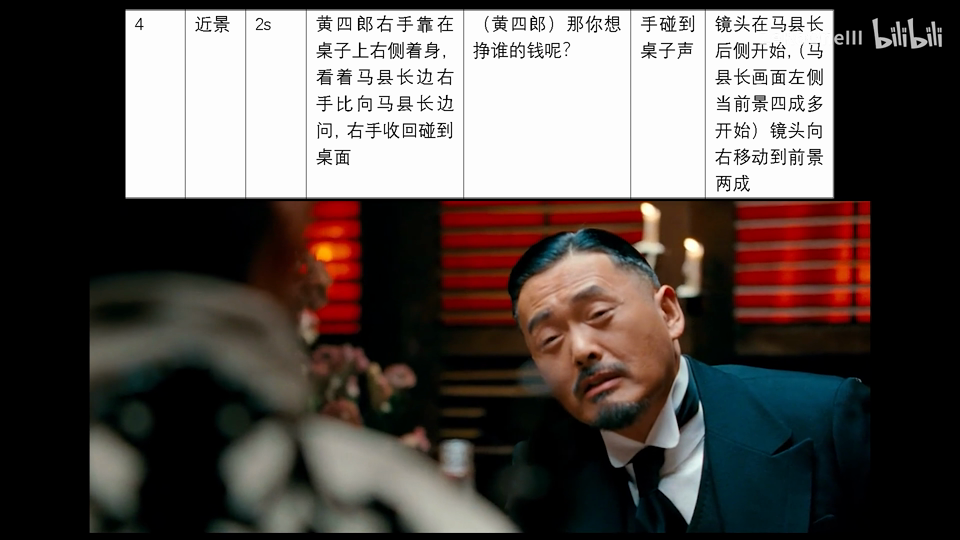 4
近景
2s
黄四郎右手靠在
桌子上右侧着身，
看着马县长边右
手比向马县长边
问，右手收回碰到
桌面
（黄四郎）那你想
挣谁的钱呢？
手碰到
桌子声
镜头在马县长
后侧开始，（马
县长画面左侧
当前景四成多
开始）镜头向
右移动到前景
两成
bilibili